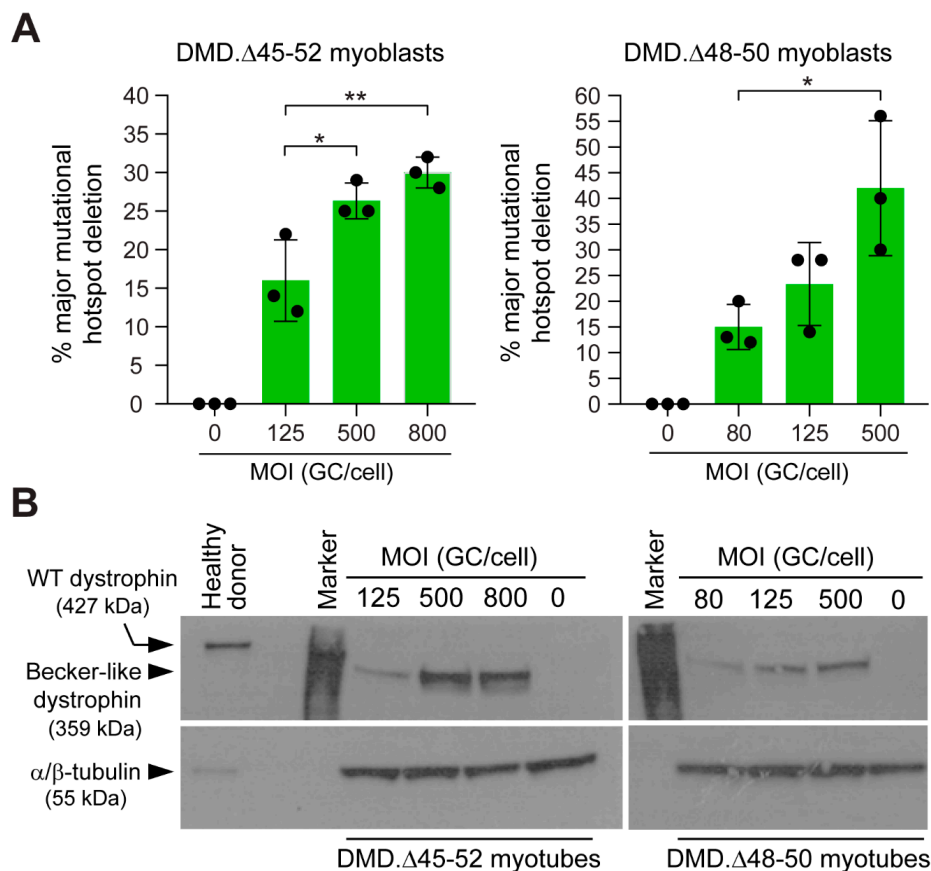 A
DMD.Δ45-52 myoblasts
% major mutational
hotspot deletion
40
35
30
25
20
15
10
5
0
*
**
0 125 500 800
MOI (GC/cell)
DMD.Δ48-50 myoblasts
% major mutational
hotspot deletion
60
55
50
45
40
35
30
25
20
15
10
5
0
*
0 80 125 500
MOI (GC/cell)
B
Healthy
donor
Marker
MOI (GC/cell)
125 500 800 0
Marker
MOI (GC/cell)
80 125 500 0
WT dystrophin
(427 kDa)
Becker-like
dystrophin
(359 kDa)
α/β-tubulin
(55 kDa)
DMD.Δ45-52 myotubes
DMD.Δ48-50 myotubes